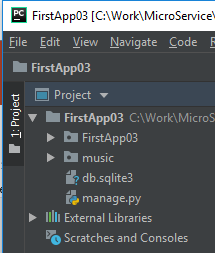 PC FirstApp03 [C:\Work\MicroService\
File Edit View Navigate Code R
FirstApp03
1: Project
Project
FirstApp03 C:\Work\MicroS
FirstApp03
music
db.sqlite3
manage.py
External Libraries
Scratches and Consoles